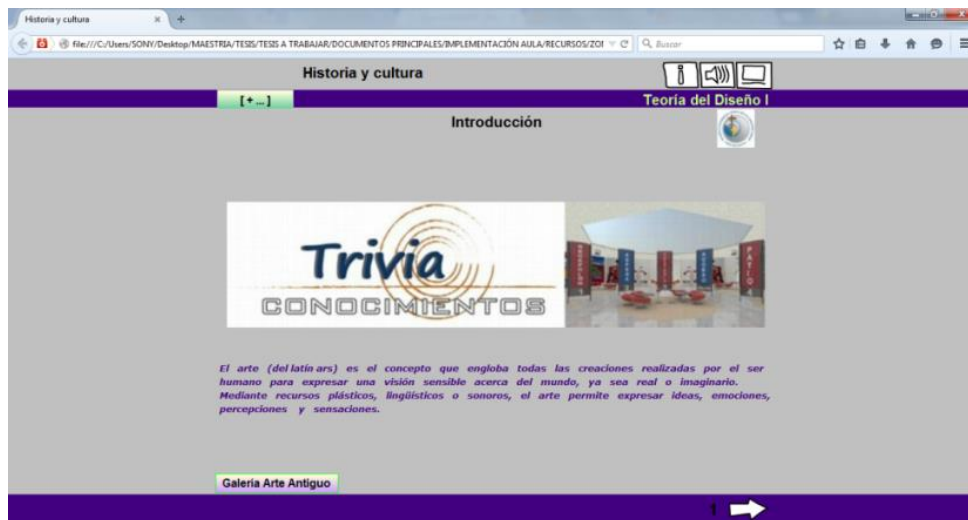 Historia y cultura
file:///C:/Users/SONY/Desktop/MAESTRIA/TESIS/TESIS A TRABAJAR/DOCUMENTOS PRINCIPALES/IMPLEMENTACIÓN AULA/RECURSOS/ZOI
Buscar
Historia y cultura
[+...]
Teoría del Diseño I
Introducción
Trivia
CONOCIMIENTOS
PATIO
El arte (del latín ars) es el concepto que engloba todas las creaciones realizadas por el ser
humano para expresar una visión sensible acerca del mundo, ya sea real o imaginario.
Mediante recursos plásticos, lingüísticos o sonoros, el arte permite expresar ideas, emociones,
percepciones y sensaciones.
Galería Arte Antiguo
1